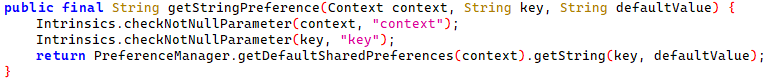 public final String getStringPreference(Context context, String key, String defaultValue) {
    Intrinsics.checkNotNullParameter(context, "context");
    Intrinsics.checkNotNullParameter(key, "key");
    return PreferenceManager.getDefaultSharedPreferences(context).getString(key, defaultValue);
}